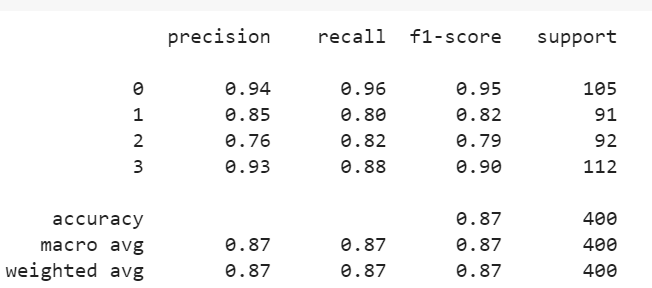 precision recall f1-score support
0 0.94 0.96 0.95 105
1 0.85 0.80 0.82 91
2 0.76 0.82 0.79 92
3 0.93 0.88 0.90 112
accuracy 0.87 400
macro avg 0.87 0.87 0.87 400
weighted avg 0.87 0.87 0.87 400